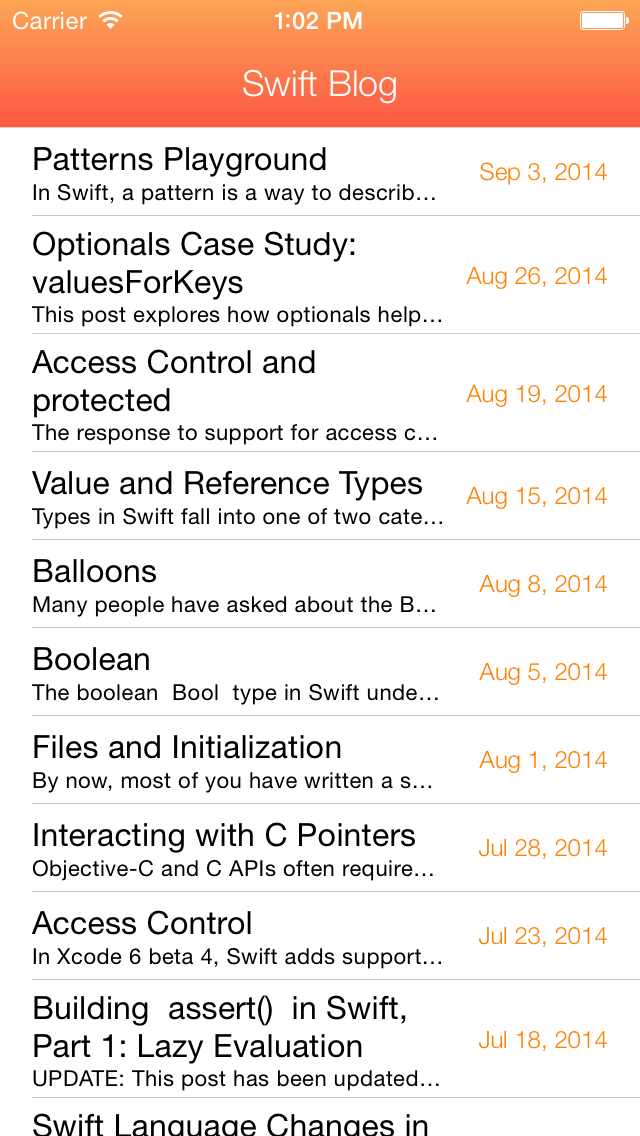 Carrier 1:02 PM
Swift Blog
Patterns Playground
In Swift, a pattern is a way to describ…
Sep 3, 2014
Optionals Case Study:
valuesForKeys
This post explores how optionals help…
Aug 26, 2014
Access Control and
protected
The response to support for access c…
Aug 19, 2014
Value and Reference Types
Types in Swift fall into one of two cate…
Aug 15, 2014
Balloons
Many people have asked about the B…
Aug 8, 2014
Boolean
The boolean  Bool  type in Swift unde…
Aug 5, 2014
Files and Initialization
By now, most of you have written a s…
Aug 1, 2014
Interacting with C Pointers
Objective-C and C APIs often require…
Jul 28, 2014
Access Control
In Xcode 6 beta 4, Swift adds support…
Jul 23, 2014
Building  assert()  in Swift,
Part 1: Lazy Evaluation
UPDATE: This post has been updated…
Jul 18, 2014
Swift Language Changes in